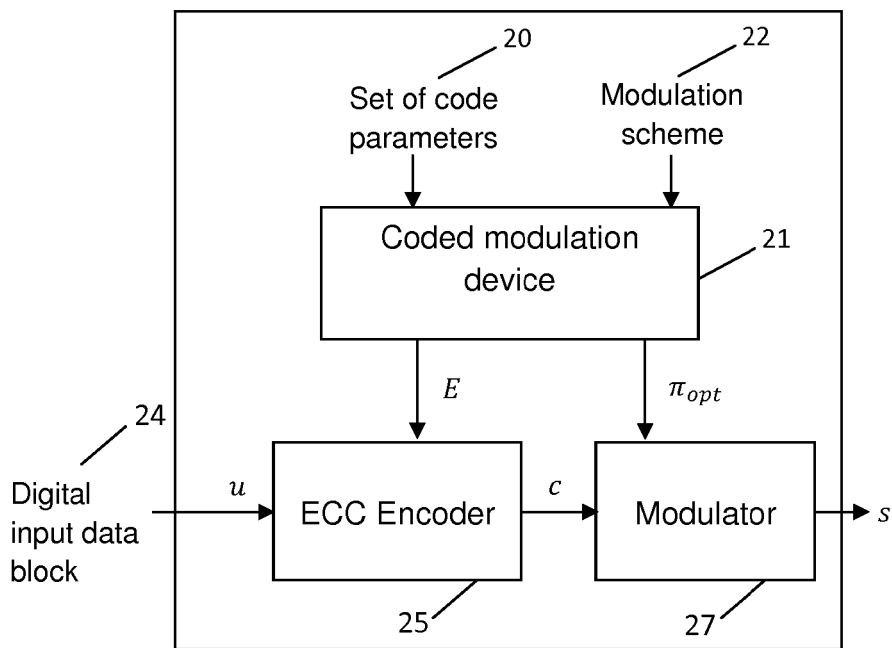 20
22
Set of code
parameters
Modulation
scheme
Coded modulation
device
21
E
π_opt
24
Digital
input data
block
u
ECC Encoder
c
Modulator
s
25
27